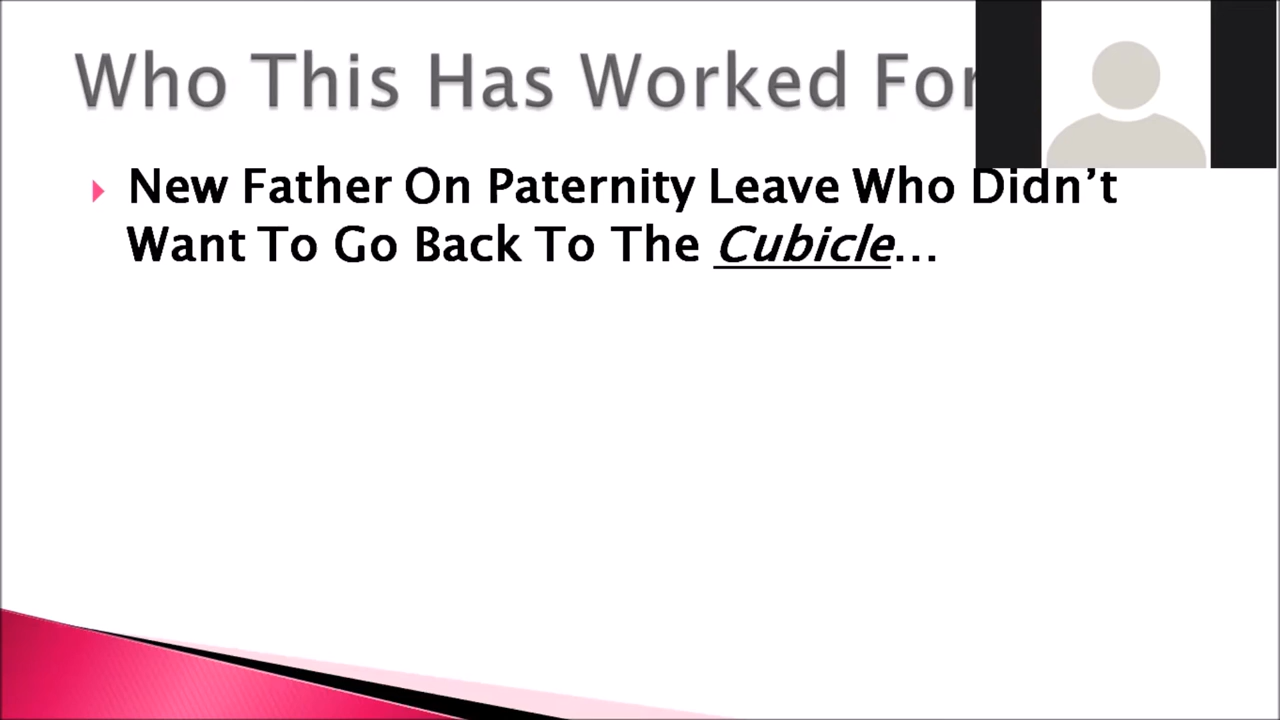 Who This Has Worked For
New Father On Paternity Leave Who Didn’t
Want To Go Back To The Cubicle…